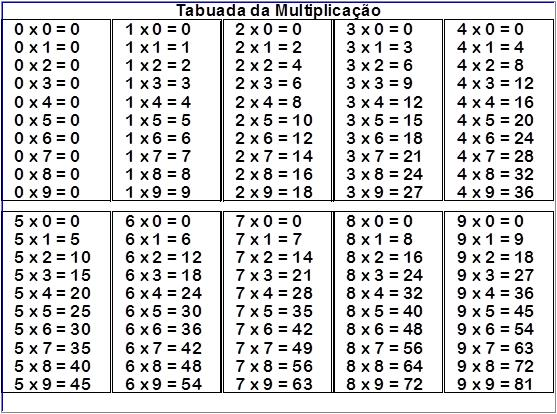 Tabuada da Multiplicação
0 x 0 = 0 1 x 0 = 0 2 x 0 = 0 3 x 0 = 0 4 x 0 = 0
0 x 1 = 0 1 x 1 = 1 2 x 1 = 2 3 x 1 = 3 4 x 1 = 4
0 x 2 = 0 1 x 2 = 2 2 x 2 = 4 3 x 2 = 6 4 x 2 = 8
0 x 3 = 0 1 x 3 = 3 2 x 3 = 6 3 x 3 = 9 4 x 3 = 12
0 x 4 = 0 1 x 4 = 4 2 x 4 = 8 3 x 4 = 12 4 x 4 = 16
0 x 5 = 0 1 x 5 = 5 2 x 5 = 10 3 x 5 = 15 4 x 5 = 20
0 x 6 = 0 1 x 6 = 6 2 x 6 = 12 3 x 6 = 18 4 x 6 = 24
0 x 7 = 0 1 x 7 = 7 2 x 7 = 14 3 x 7 = 21 4 x 7 = 28
0 x 8 = 0 1 x 8 = 8 2 x 8 = 16 3 x 8 = 24 4 x 8 = 32
0 x 9 = 0 1 x 9 = 9 2 x 9 = 18 3 x 9 = 27 4 x 9 = 36
5 x 0 = 0 6 x 0 = 0 7 x 0 = 0 8 x 0 = 0 9 x 0 = 0
5 x 1 = 5 6 x 1 = 6 7 x 1 = 7 8 x 1 = 8 9 x 1 = 9
5 x 2 = 10 6 x 2 = 12 7 x 2 = 14 8 x 2 = 16 9 x 2 = 18
5 x 3 = 15 6 x 3 = 18 7 x 3 = 21 8 x 3 = 24 9 x 3 = 27
5 x 4 = 20 6 x 4 = 24 7 x 4 = 28 8 x 4 = 32 9 x 4 = 36
5 x 5 = 25 6 x 5 = 30 7 x 5 = 35 8 x 5 = 40 9 x 5 = 45
5 x 6 = 30 6 x 6 = 36 7 x 6 = 42 8 x 6 = 48 9 x 6 = 54
5 x 7 = 35 6 x 7 = 42 7 x 7 = 49 8 x 7 = 56 9 x 7 = 63
5 x 8 = 40 6 x 8 = 48 7 x 8 = 56 8 x 8 = 64 9 x 8 = 72
5 x 9 = 45 6 x 9 = 54 7 x 9 = 63 8 x 9 = 72 9 x 9 = 81